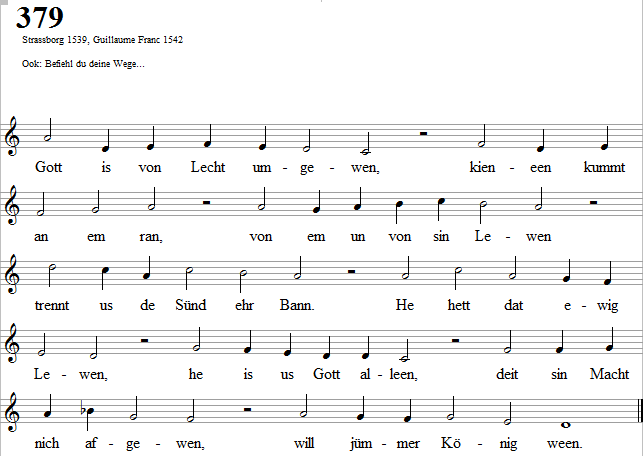 379
Strassborg 1539, Guillaume Franc 1542
Ook: Befiehl du deine Wege...
Gott is von Lecht um - ge - wen, kien - een kummt
an em ran, von em un von sin Le - wen
trennt us de Sünd ehr Bann. He hett dat e - wig
Le - wen, he is us Gott al - leen, deit sin Macht
nich af - ge - wen, will jüm - mer Kö - nig ween.